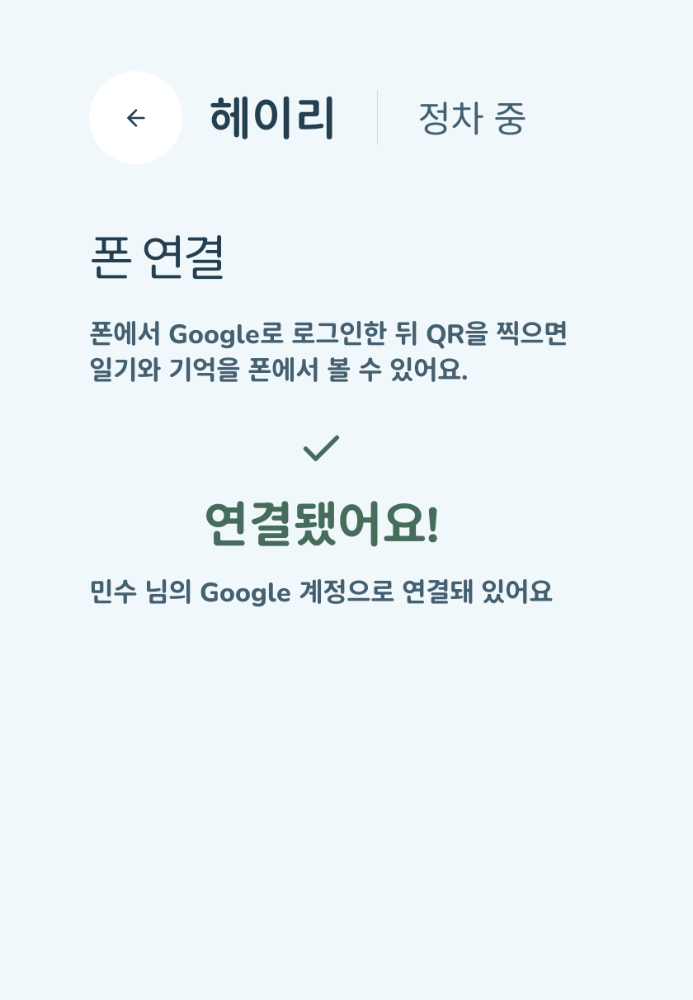 헤이리
정차 중
폰 연결
폰에서 Google로 로그인한 뒤 QR을 찍으면
일기와 기억을 폰에서 볼 수 있어요.
연결됐어요!
민수 님의 Google 계정으로 연결돼 있어요